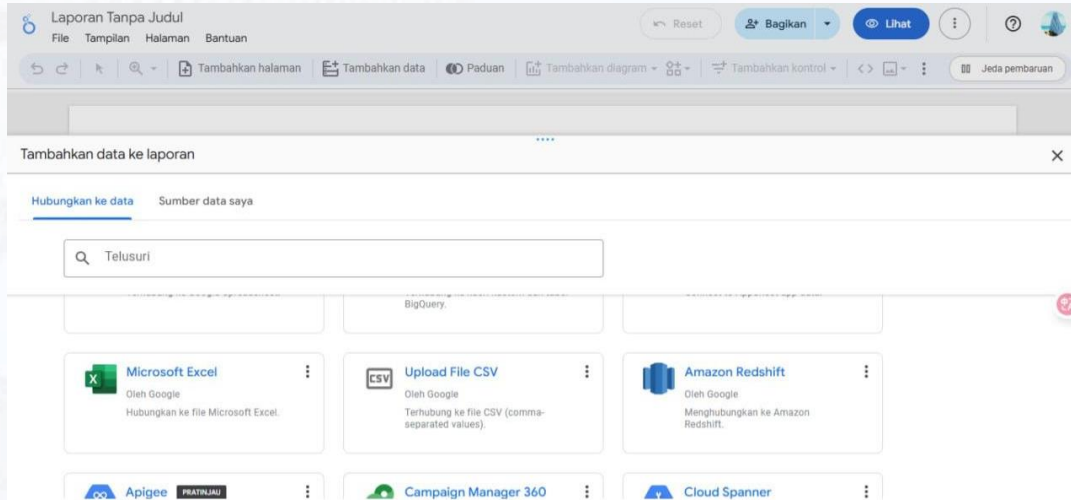 Laporan Tanpa Judul
File Tampilan Halaman Bantuan
Reset Bagikan Lihat
Tambahkan halaman Tambahkan data Paduan Tambahkan diagram Tambahkan kontrol Jeda pembaruan
Tambahkan data ke laporan
Hubungkan ke data Sumber data saya
Telusuri
BigQuery.
Microsoft Excel
Oleh Google
Hubungkan ke file Microsoft Excel.
CSV
Upload File CSV
Oleh Google
Terhubung ke file CSV (comma-
separated values).
Amazon Redshift
Oleh Google
Menghubungkan ke Amazon
Redshift.
Apigee PRATINJAU
Campaign Manager 360
Cloud Spanner